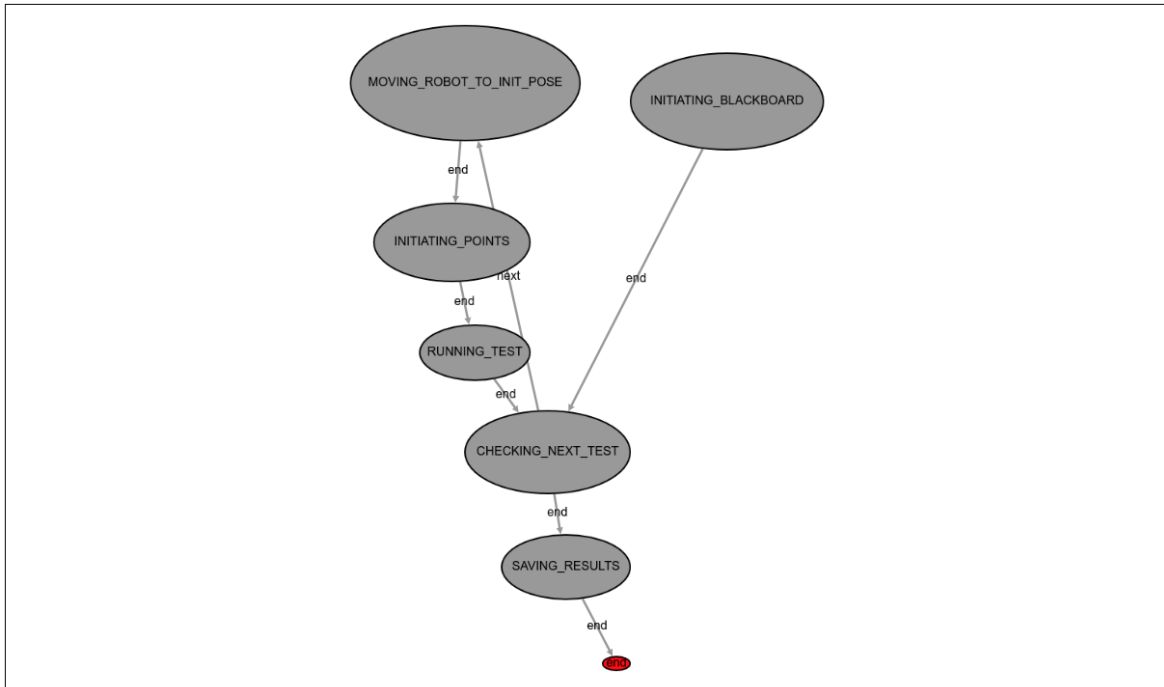 MOVING_ROBOT_TO_INIT_POSE
INITIATING_BLACKBOARD
end
INITIATING_POINTS
next
end
end
RUNNING_TEST
end
CHECKING_NEXT_TEST
end
SAVING_RESULTS
end
end